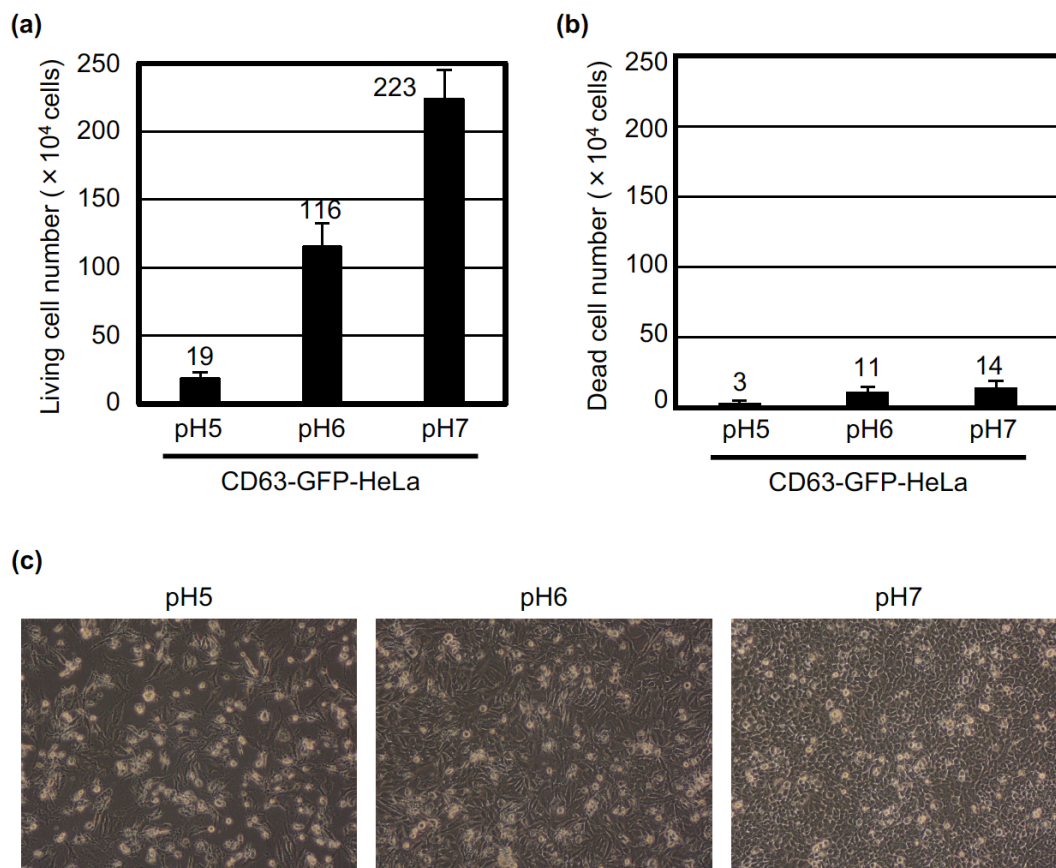 (a)
Living cell number (×10⁴ cells)
250
200
150
100
50
0
223
116
19
pH5 pH6 pH7
CD63-GFP-HeLa
(b)
Dead cell number (×10⁴ cells)
250
200
150
100
50
0
3 11 14
pH5 pH6 pH7
CD63-GFP-HeLa
(c)
pH5 pH6 pH7